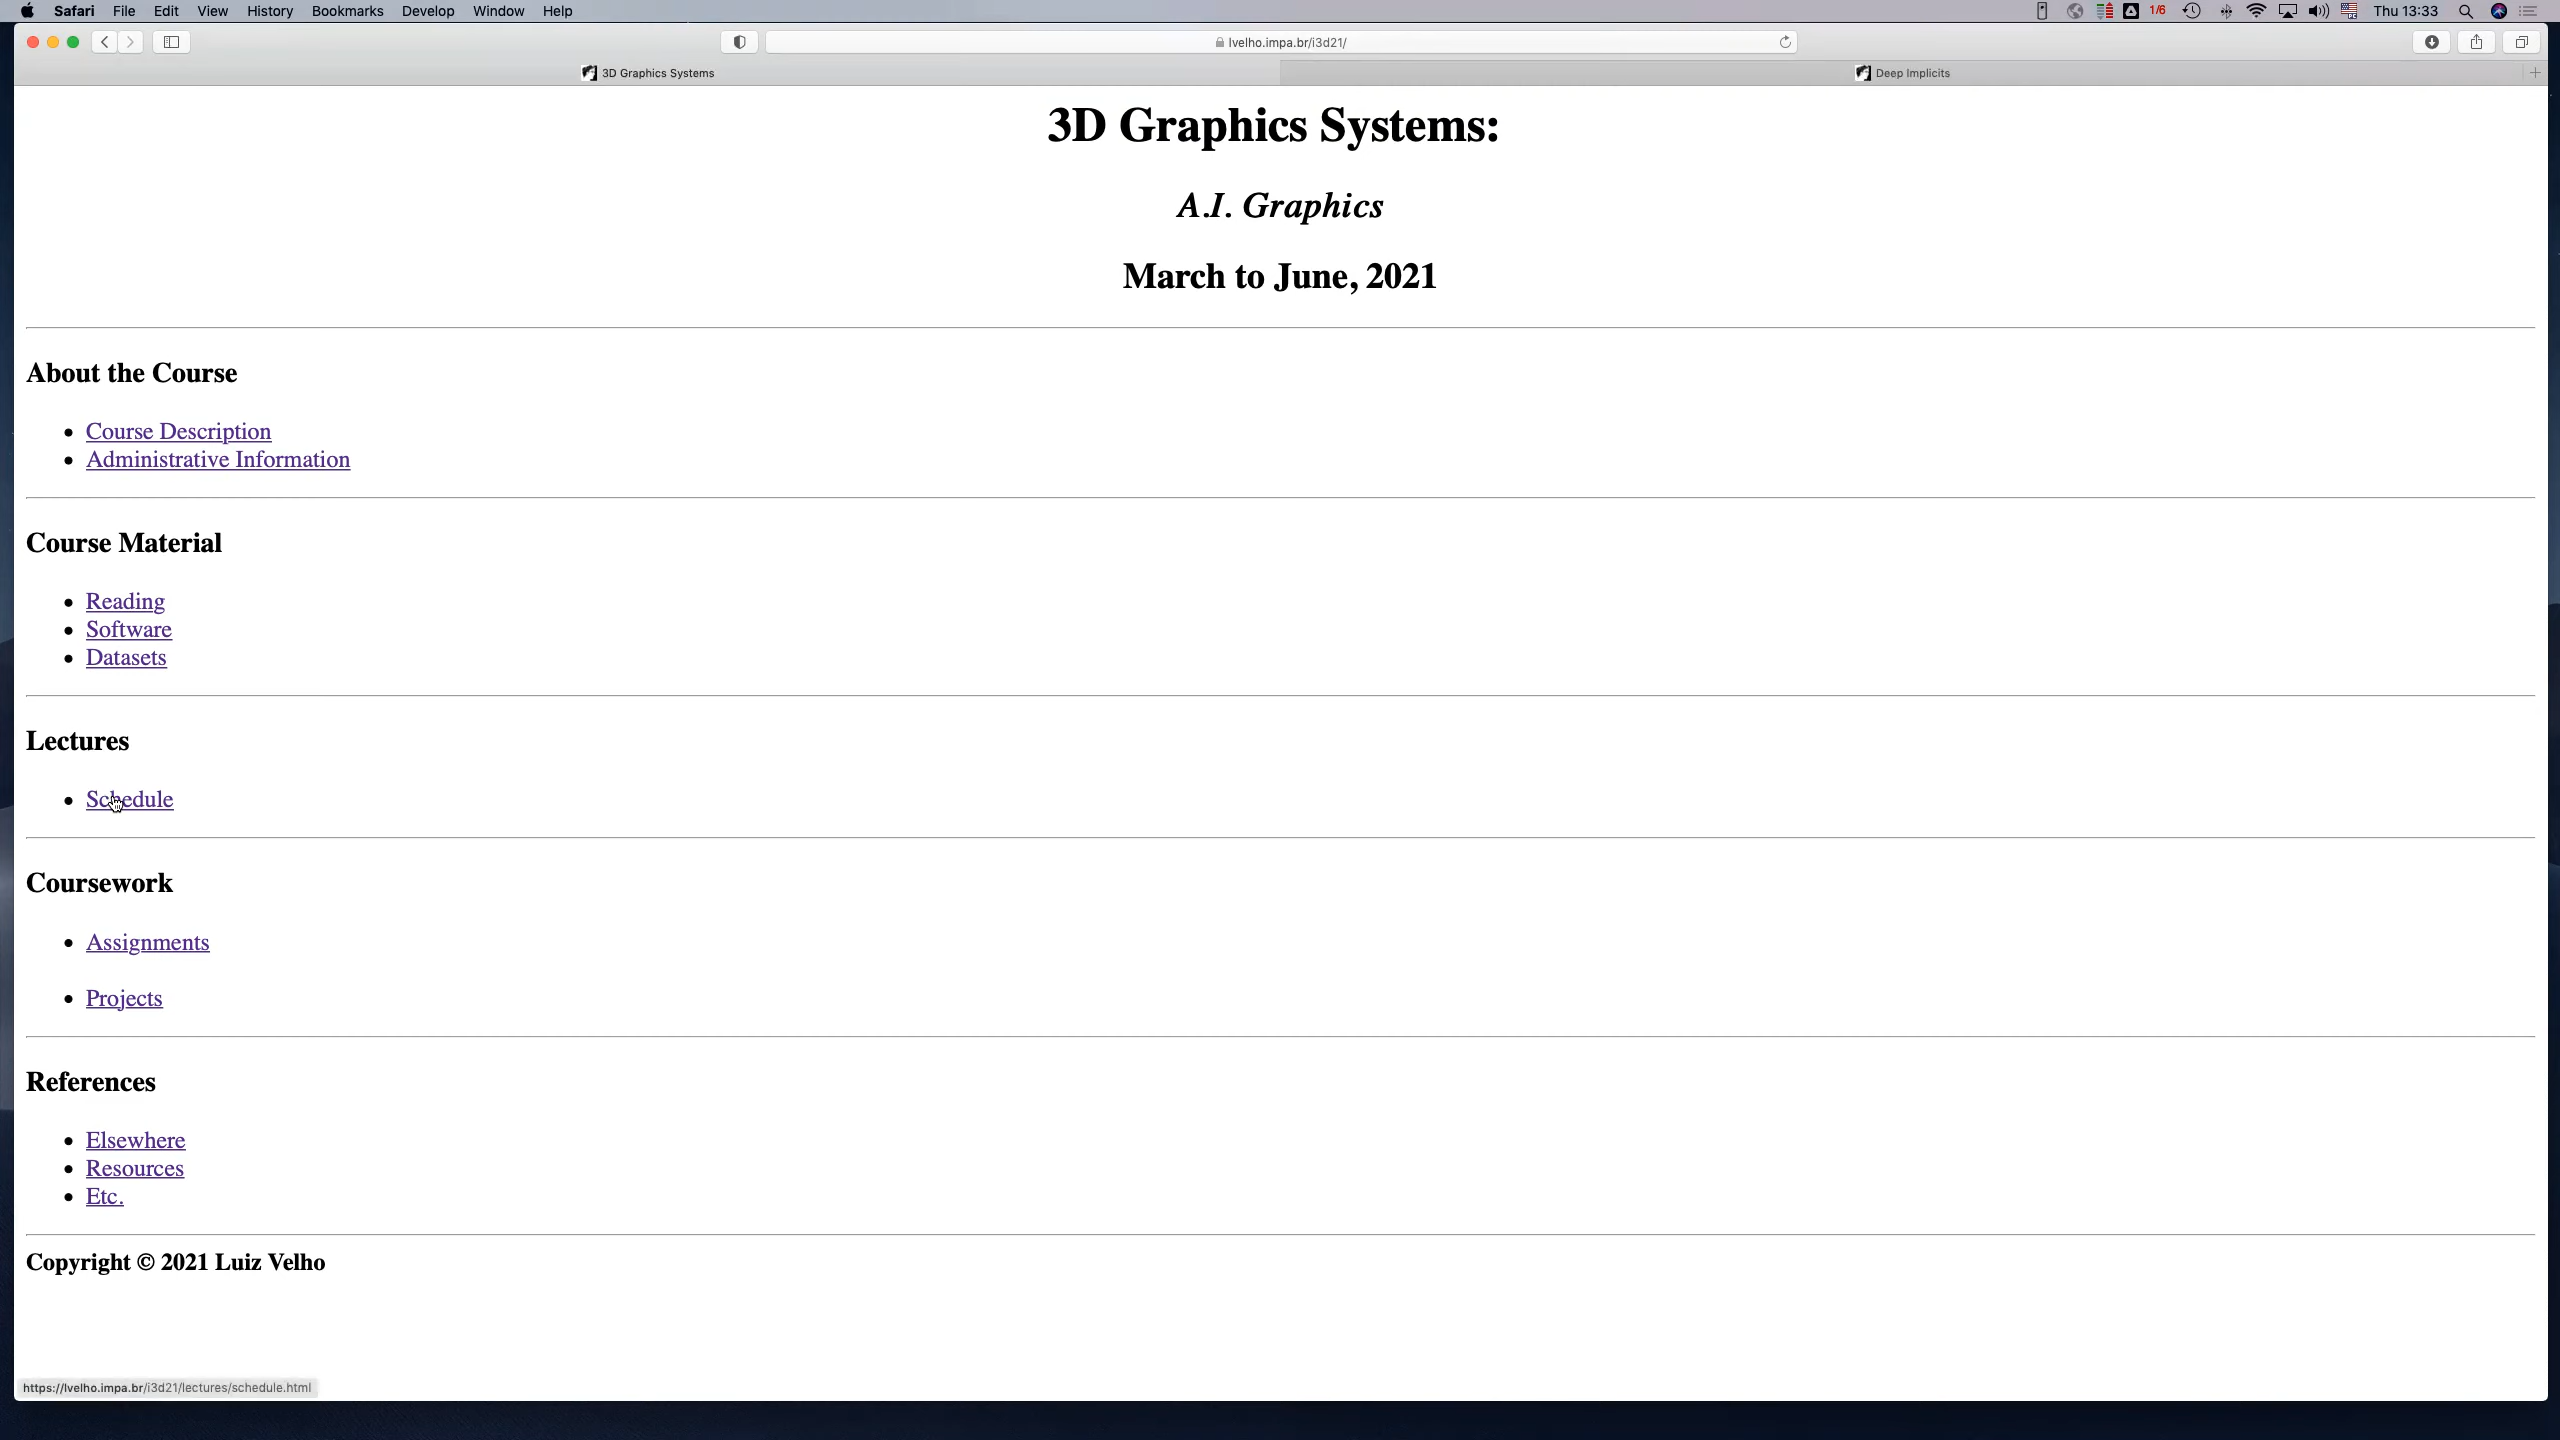 Safari File Edit View History Bookmarks Develop Window Help 1/6 Thu 13:33
lvelho.impa.br/i3d21/
3D Graphics Systems Deep Implicits
3D Graphics Systems:
A.I. Graphics
March to June, 2021
About the Course
• Course Description
• Administrative Information
Course Material
• Reading
• Software
• Datasets
Lectures
• Schedule
Coursework
• Assignments
• Projects
References
• Elsewhere
• Resources
• Etc.
Copyright © 2021 Luiz Velho
https://lvelho.impa.br/i3d21/lectures/schedule.html